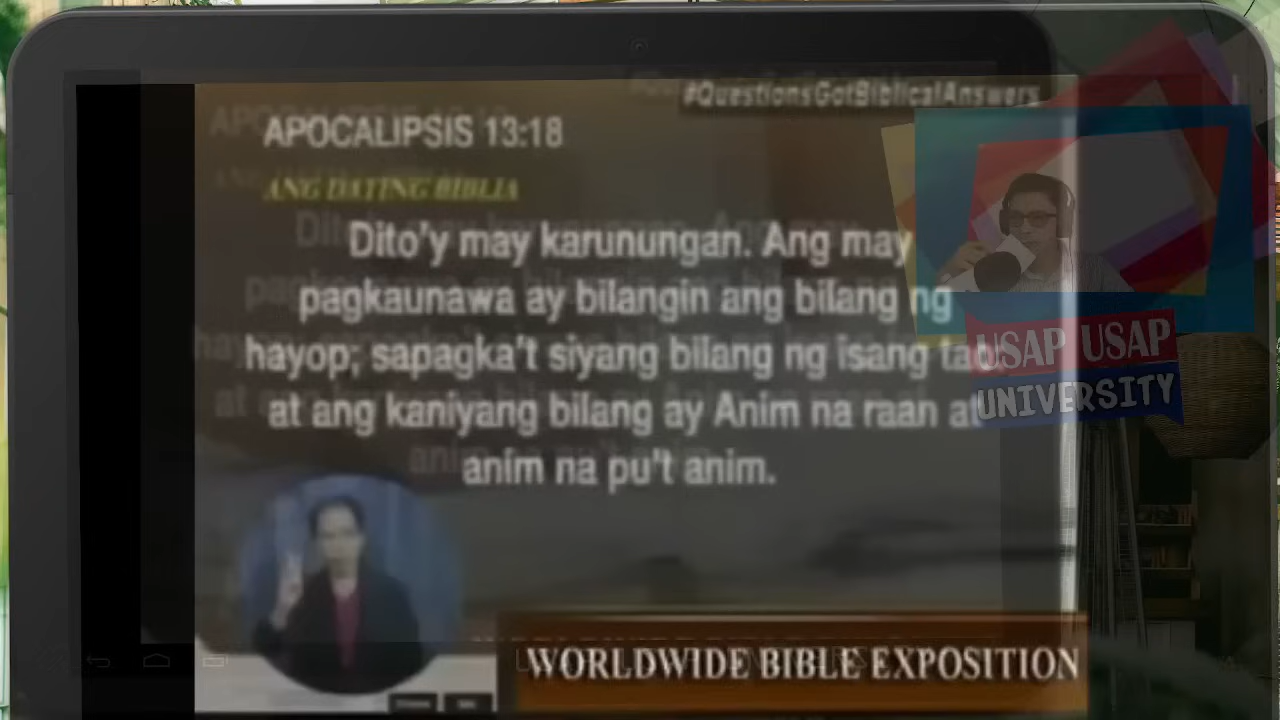 #QuestionsGotBiblicalAnswers
APOCALIPSIS 13:18
ANG DATING BIBLIA
Dito'y may karunungan. Ang may
pagkaunawa ay bilangin ang bilang ng
hayop; sapagka't siyang bilang ng isang tao:
at ang kaniyang bilang ay Anim na raan at
anim na pu't anim.
USAP USAP
UNIVERSITY
WORLDWIDE BIBLE EXPOSITION